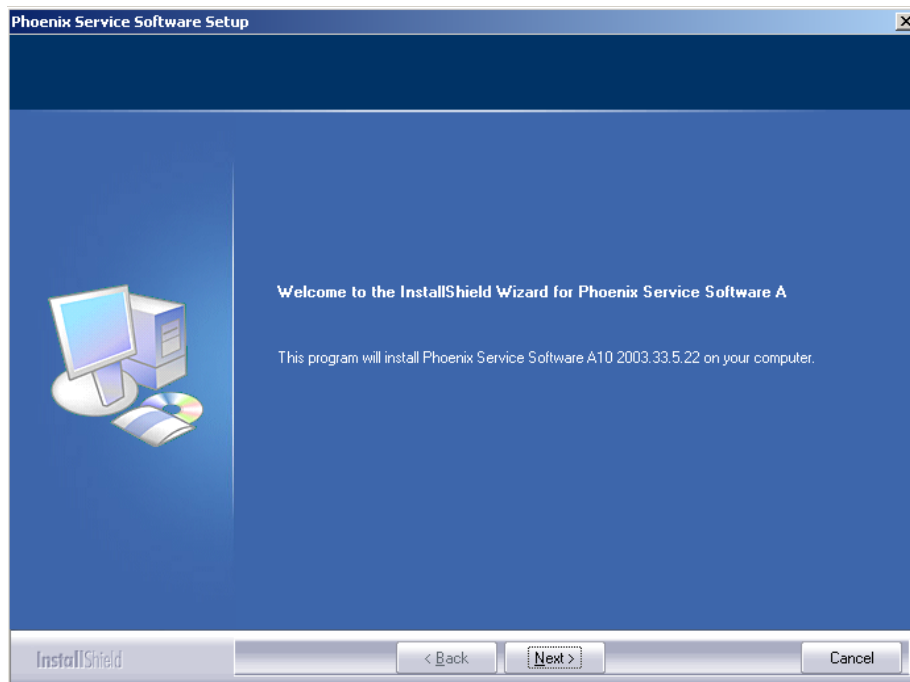 Phoenix Service Software Setup
Welcome to the InstallShield Wizard for Phoenix Service Software A
This program will install Phoenix Service Software A10 2003.33.5.22 on your computer.
InstallShield
< Back
Next >
Cancel